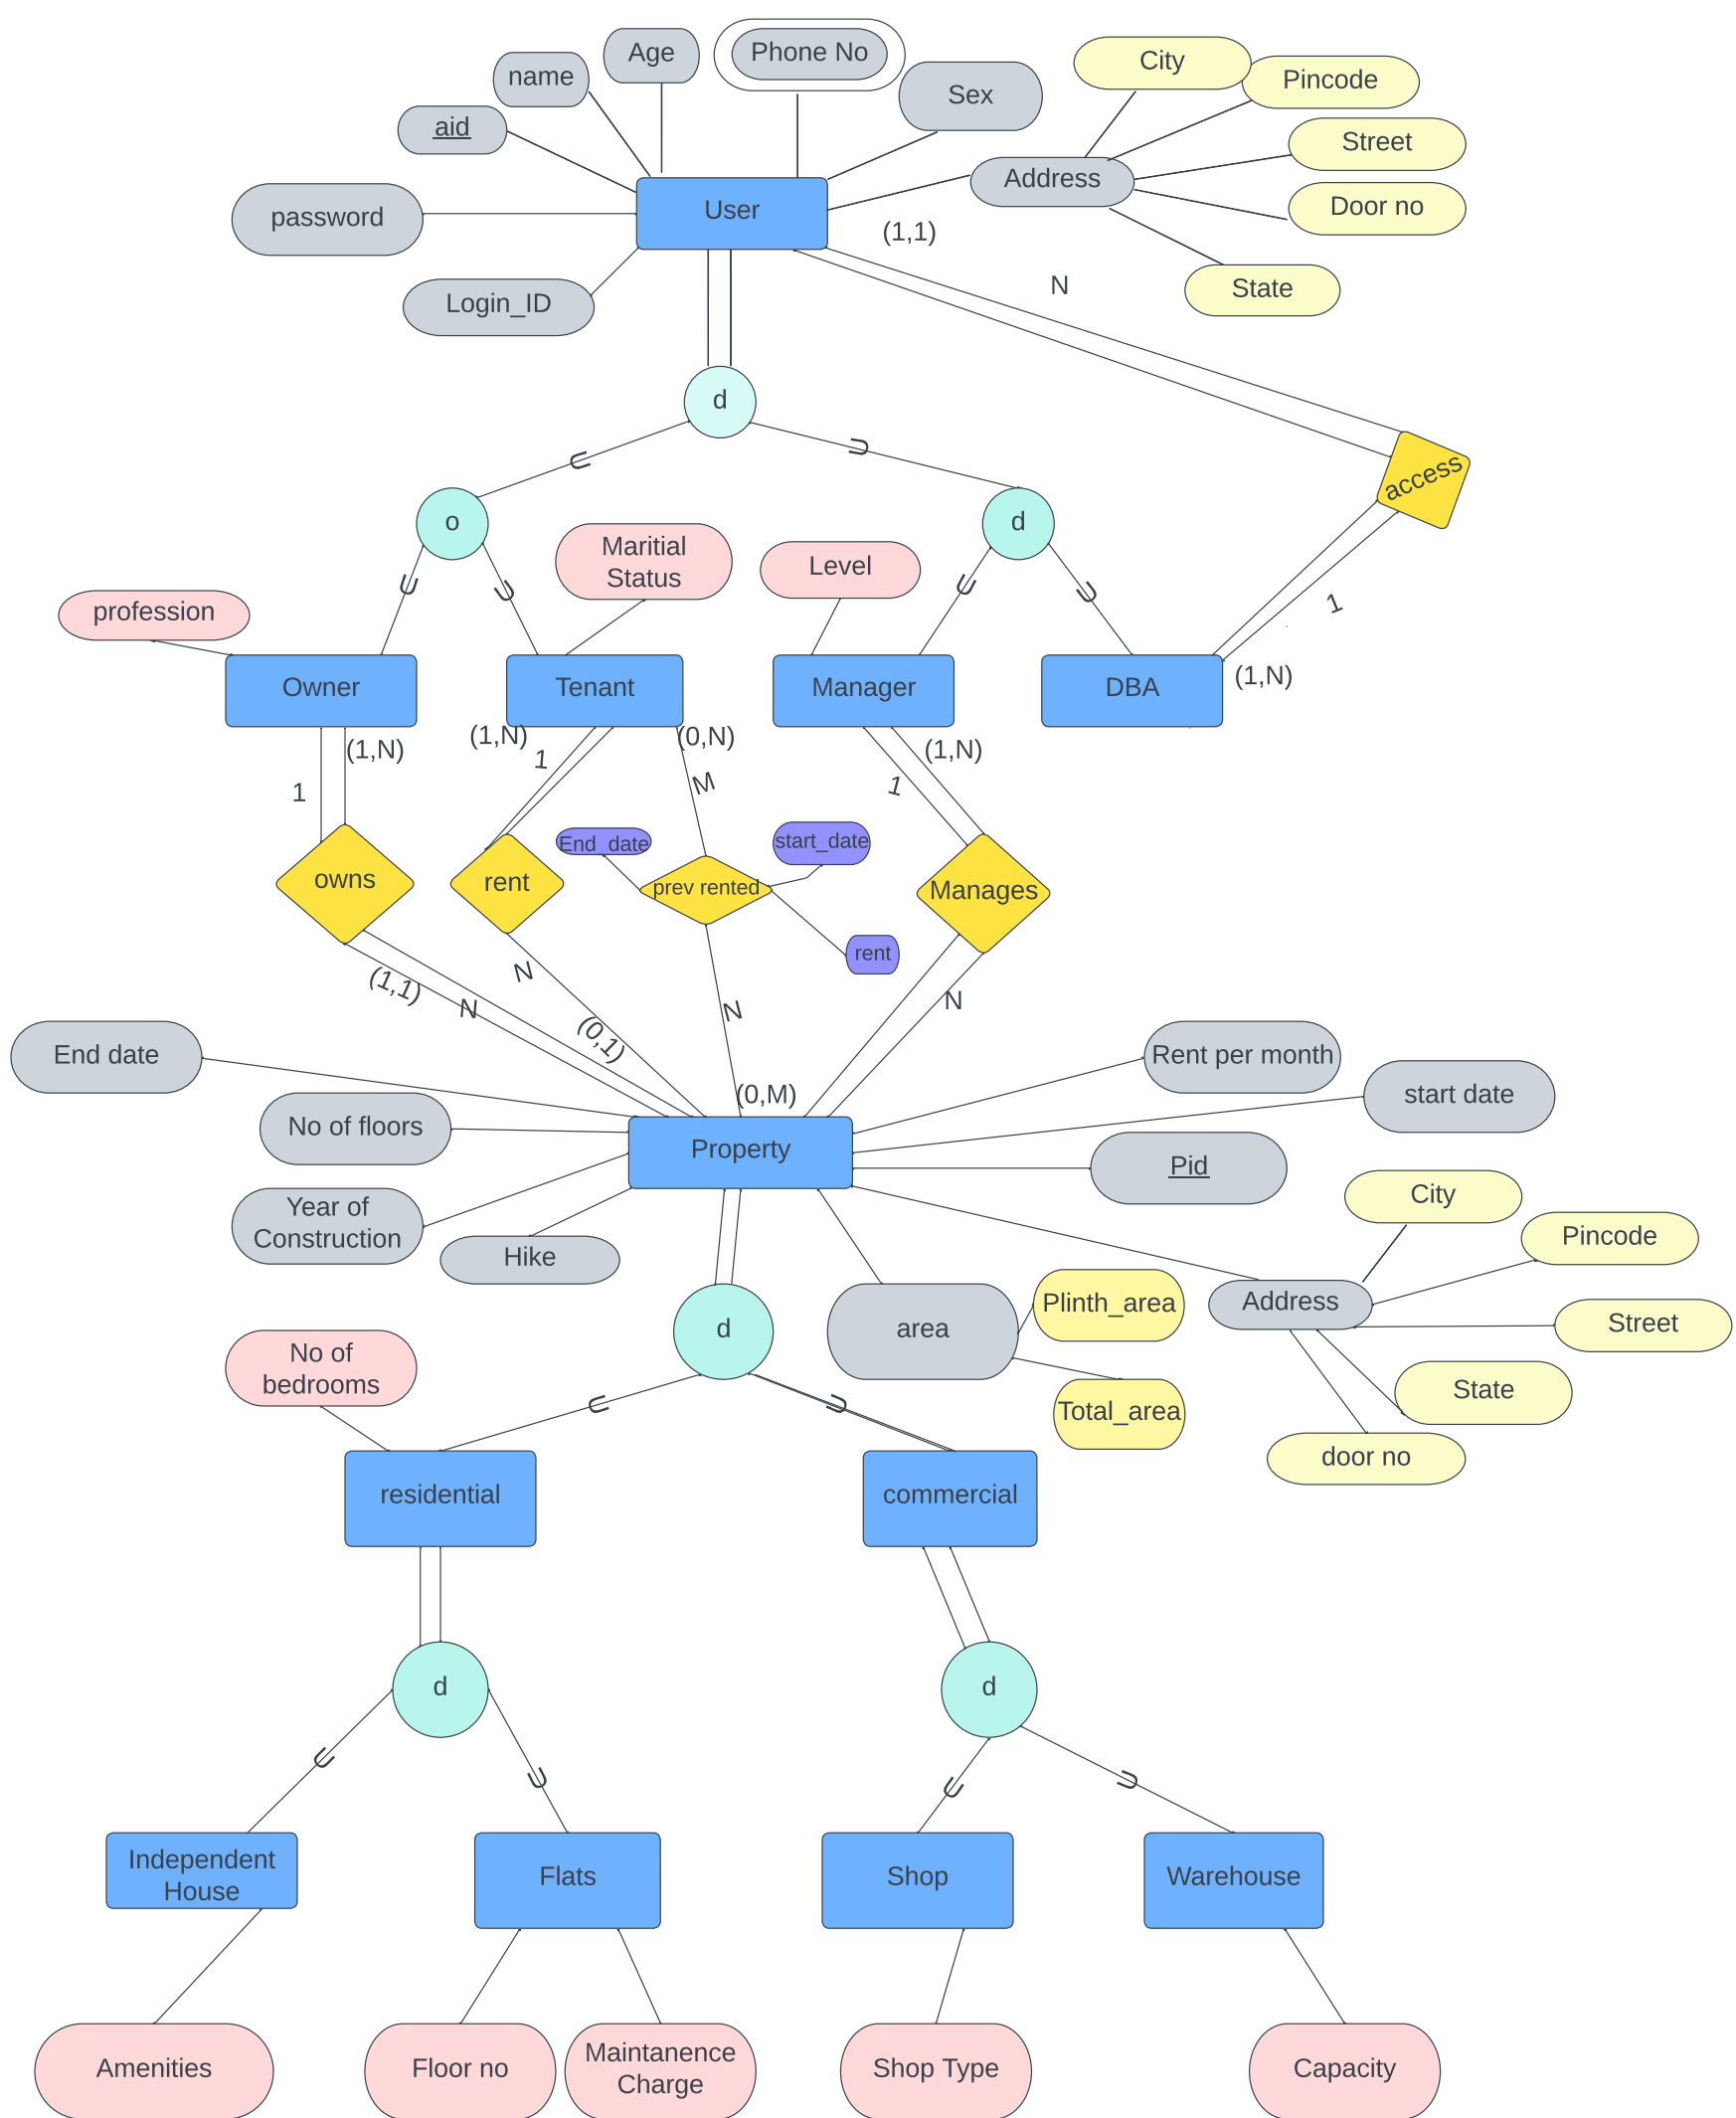 name
Age
Phone No
Sex
City
Pincode
aid
Street
Address
Door no
password
User
(1,1)
State
Login_ID
N
d
U
U
access
o
d
Maritial
Status
Level
U
U
U
U
profession
1
Owner
Tenant
Manager
DBA
(1,N)
(1,N)
(1,N)
(0,N)
(1,N)
1
1
M
1
End_date
start_date
owns
rent
prev rented
Manages
rent
(1,1)
N
N
N
N
(0,1)
End date
Rent per month
(0,M)
start date
No of floors
Property
Pid
Year of
Construction
City
Pincode
Hike
area
Plinth_area
Address
Street
d
No of
bedrooms
State
Total_area
U
U
door no
residential
commercial
d
d
U
U
U
U
Independent
House
Flats
Shop
Warehouse
Amenities
Floor no
Maintanence
Charge
Shop Type
Capacity